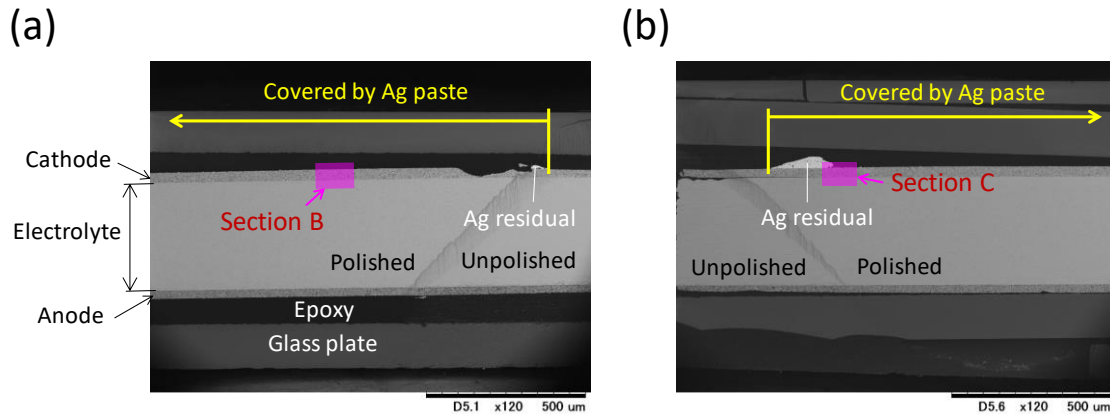 (a)
Covered by Ag paste
Cathode
Section B
Ag residual
Electrolyte
Polished
Unpolished
Anode
Epoxy
Glass plate
D5.1 x120 500 um
(b)
Covered by Ag paste
Section C
Ag residual
Unpolished
Polished
D5.6 x120 500 um